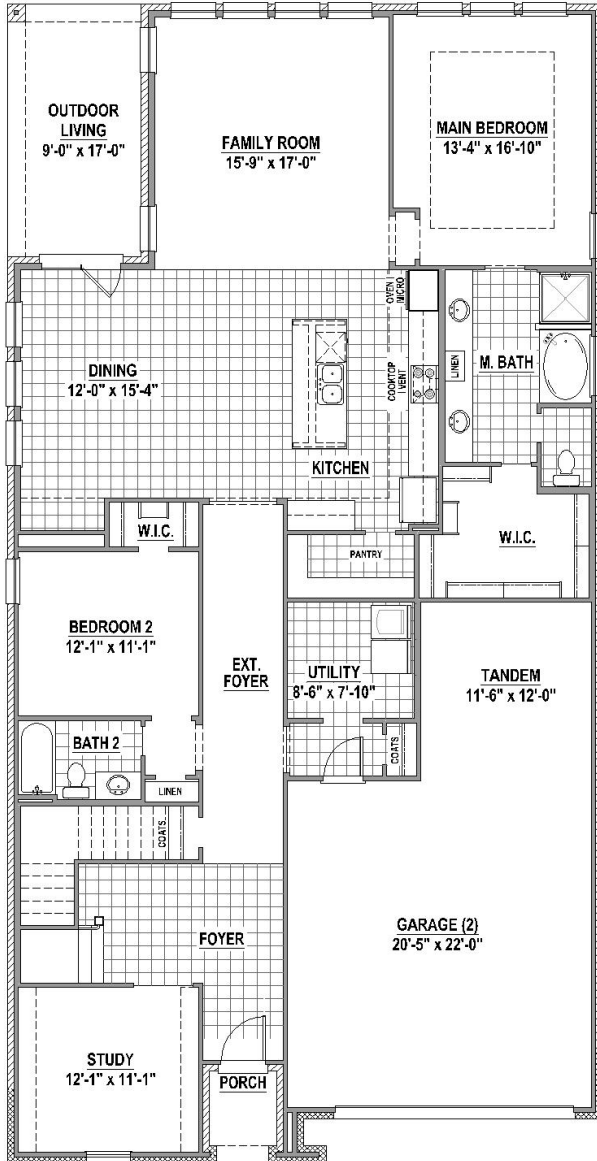 OUTDOOR
LIVING
9'-0" x 17'-0"
FAMILY ROOM
15'-9" x 17'-0"
MAIN BEDROOM
13'-4" x 16'-10"
OVEN
MICRO
DINING
12'-0" x 15'-4"
COOKTOP
VENT
LINEN
M. BATH
KITCHEN
W.I.C.
PANTRY
W.I.C.
BEDROOM 2
12'-1" x 11'-1"
EXT.
FOYER
UTILITY
8'-6" x 7'-10"
TANDEM
11'-6" x 12'-0"
BATH 2
COATS
LINEN
COATS
FOYER
GARAGE (2)
20'-5" x 22'-0"
STUDY
12'-1" x 11'-1"
PORCH